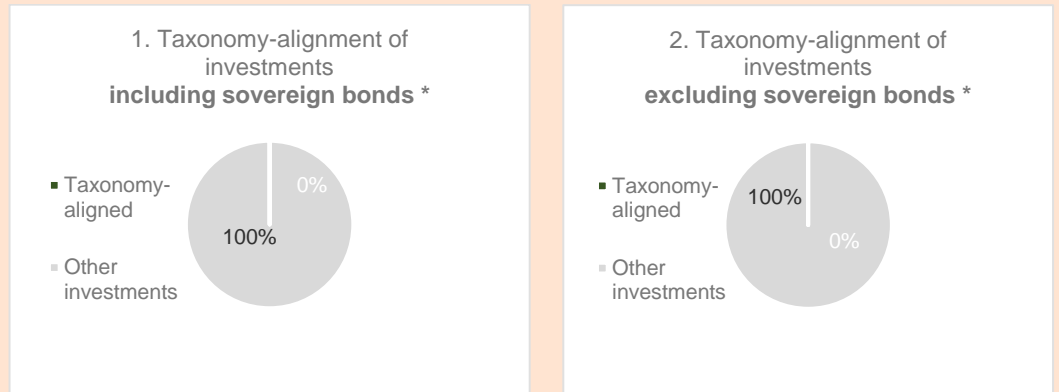 1. Taxonomy-alignment of
investments
including sovereign bonds *
Taxonomy-
aligned
Other
investments
0%
100%
2. Taxonomy-alignment of
investments
excluding sovereign bonds *
Taxonomy-
aligned
Other
investments
100%
0%